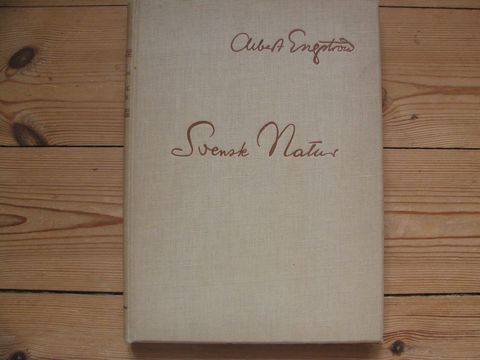 Albert Engström
Svensk Natur